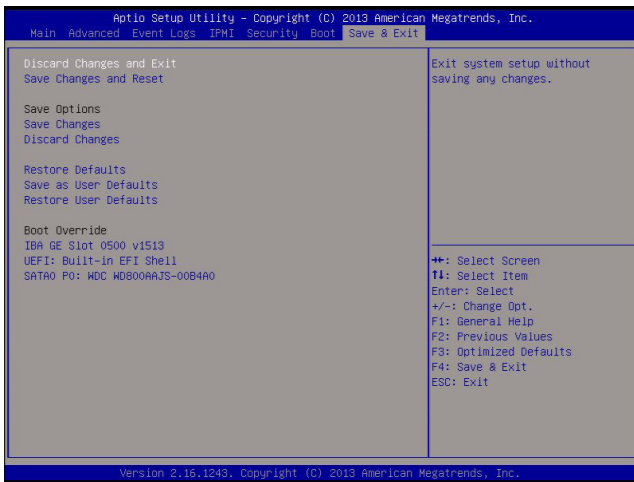 Aptio Setup Utility – Copyright (C) 2013 American Megatrends, Inc.
Main Advanced Event Logs IPMI Security Boot Save & Exit
Discard Changes and Exit
Save Changes and Reset
Save Options
Save Changes
Discard Changes
Restore Defaults
Save as User Defaults
Restore User Defaults
Boot Override
IBA GE Slot 0500 v1513
UEFI: Built-in EFI Shell
SATA0 P0: WDC WD800AAJS-00B4A0
Exit system setup without
saving any changes.
→←: Select Screen
↑↓: Select Item
Enter: Select
+/-: Change Opt.
F1: General Help
F2: Previous Values
F3: Optimized Defaults
F4: Save & Exit
ESC: Exit
Version 2.16.1243. Copyright (C) 2013 American Megatrends, Inc.